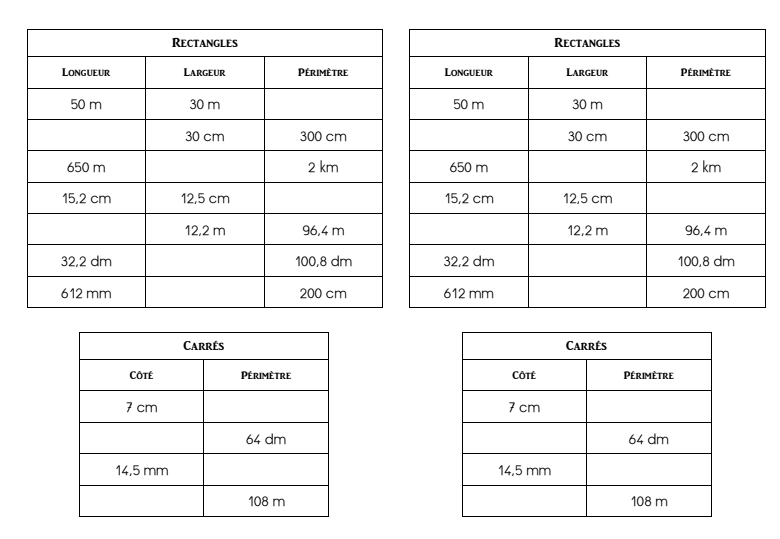 Rectangles
Longueur Largeur Périmètre
50 m 30 m
30 cm 300 cm
650 m 2 km
15,2 cm 12,5 cm
12,2 m 96,4 m
32,2 dm 100,8 dm
612 mm 200 cm
Carrés
Côté Périmètre
7 cm
64 dm
14,5 mm
108 m
Rectangles
Longueur Largeur Périmètre
50 m 30 m
30 cm 300 cm
650 m 2 km
15,2 cm 12,5 cm
12,2 m 96,4 m
32,2 dm 100,8 dm
612 mm 200 cm
Carrés
Côté Périmètre
7 cm
64 dm
14,5 mm
108 m